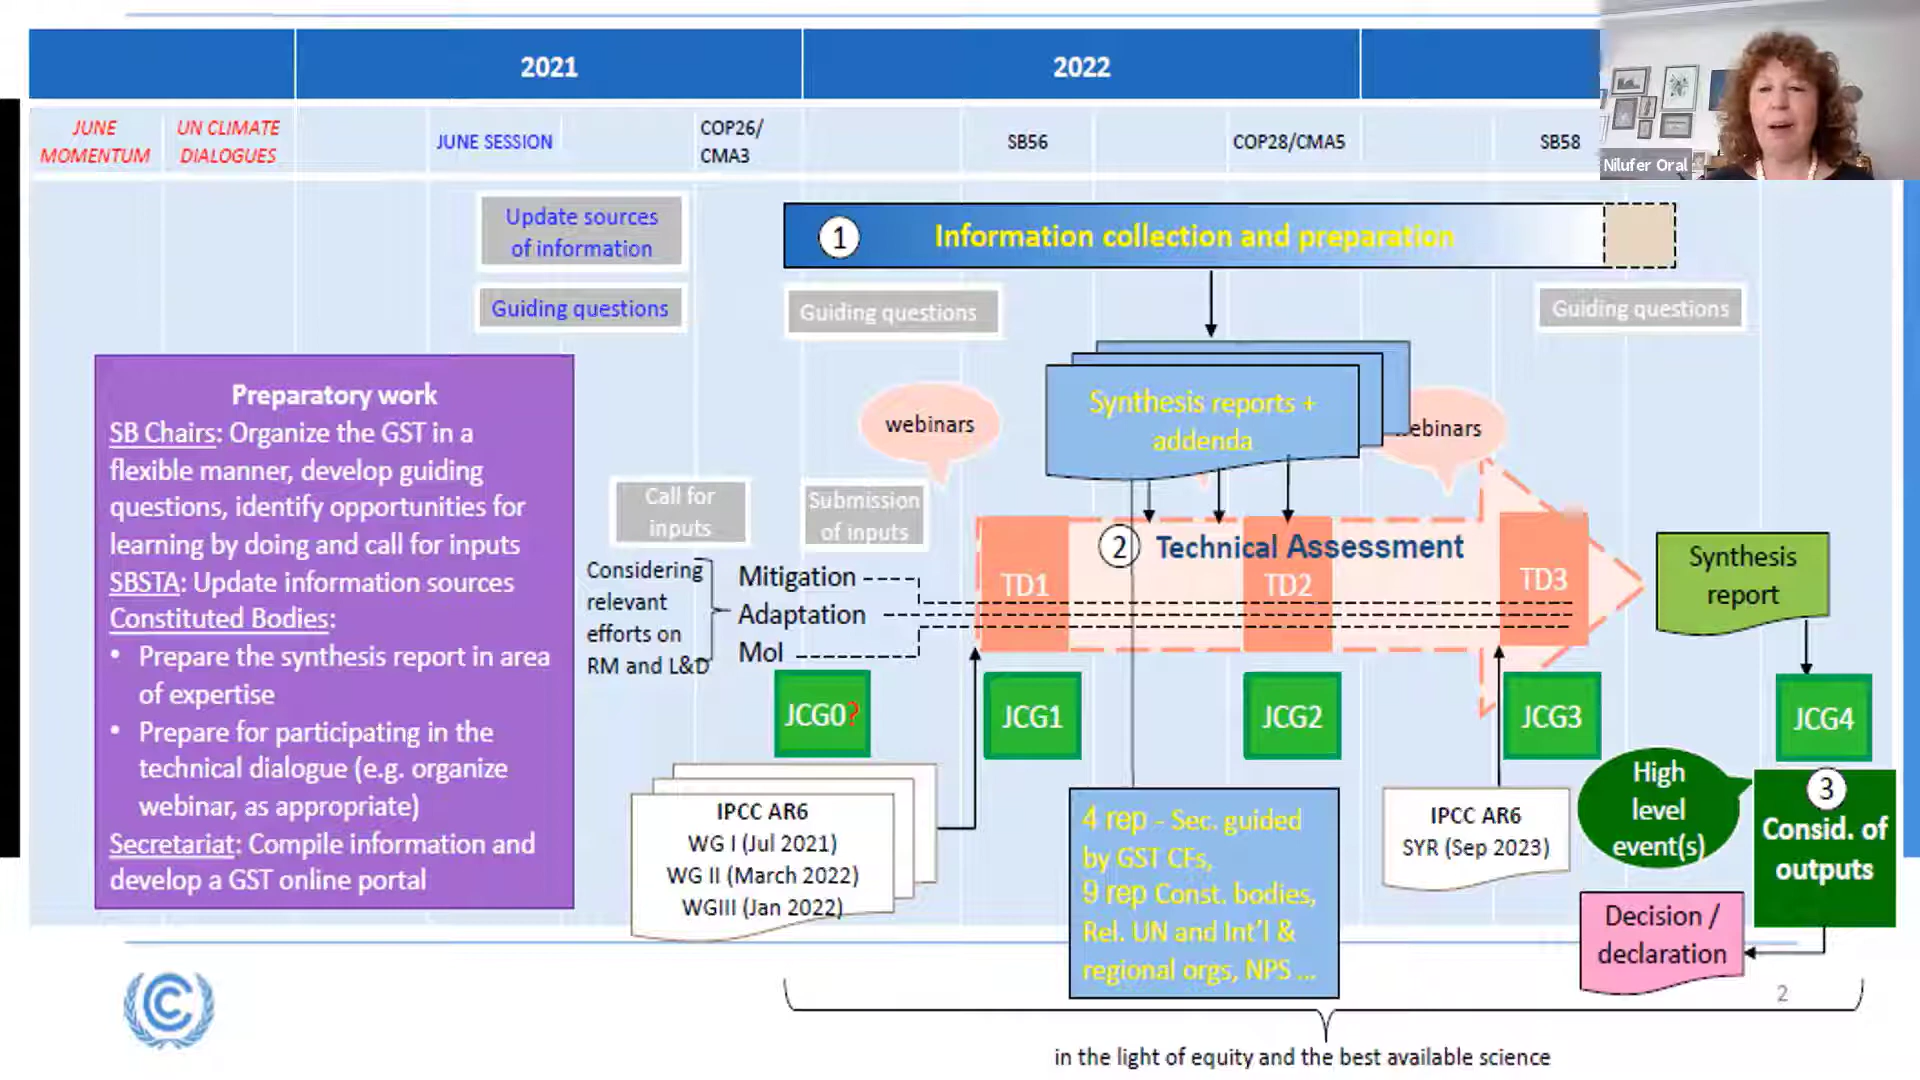 2021
2022
JUNE
MOMENTUM
UN CLIMATE
DIALOGUES
JUNE SESSION
COP26/
CMA3
SB56
COP28/CMA5
SB58
Nilufer Oral
Update sources
of information
Guiding questions
1
Information collection and preparation
Guiding questions
Guiding questions
Preparatory work
SB Chairs: Organize the GST in a
flexible manner, develop guiding
questions, identify opportunities for
learning by doing and call for inputs
SBSTA: Update information sources
Constituted Bodies:
• Prepare the synthesis report in area
of expertise
• Prepare for participating in the
technical dialogue (e.g. organize
webinar, as appropriate)
Secretariat: Compile information and
develop a GST online portal
webinars
Synthesis reports +
addenda
ebinars
Call for
inputs
Submission
of inputs
Considering
relevant
efforts on
RM and L&D
Mitigation
Adaptation
MoI
2
Technical Assessment
TD1
TD2
TD3
Synthesis
report
JCG0?
JCG1
JCG2
JCG3
JCG4
IPCC AR6
WG I (Jul 2021)
WG II (March 2022)
WGIII (Jan 2022)
4 rep - Sec. guided
by GST CFs,
9 rep Const. bodies,
Rel. UN and Int'l &
regional orgs, NPS ...
IPCC AR6
SYR (Sep 2023)
High
level
event(s)
3
Consid. of
outputs
Decision /
declaration
2
in the light of equity and the best available science